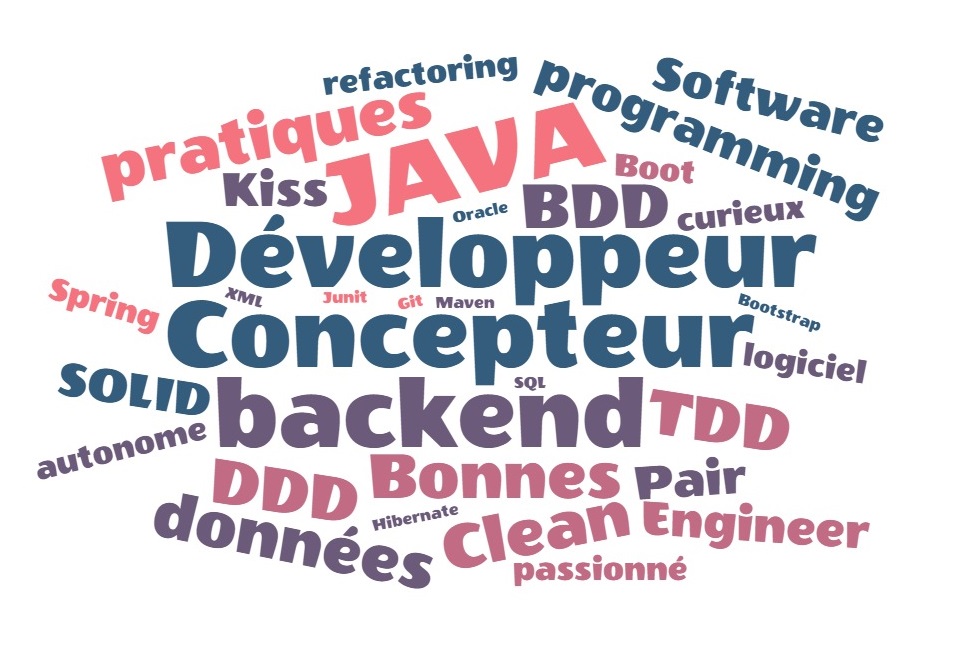 refactoring
Software
programming
pratiques
JAVA
Boot
Kiss
BDD
curieux
Oracle
Développeur
Spring
XML
Junit
Git
Maven
Bootstrap
Concepteur
logiciel
SOLID
SQL
backend
TDD
autonome
DDD
Bonnes
Pair
données
Hibernate
Clean
Engineer
passionné